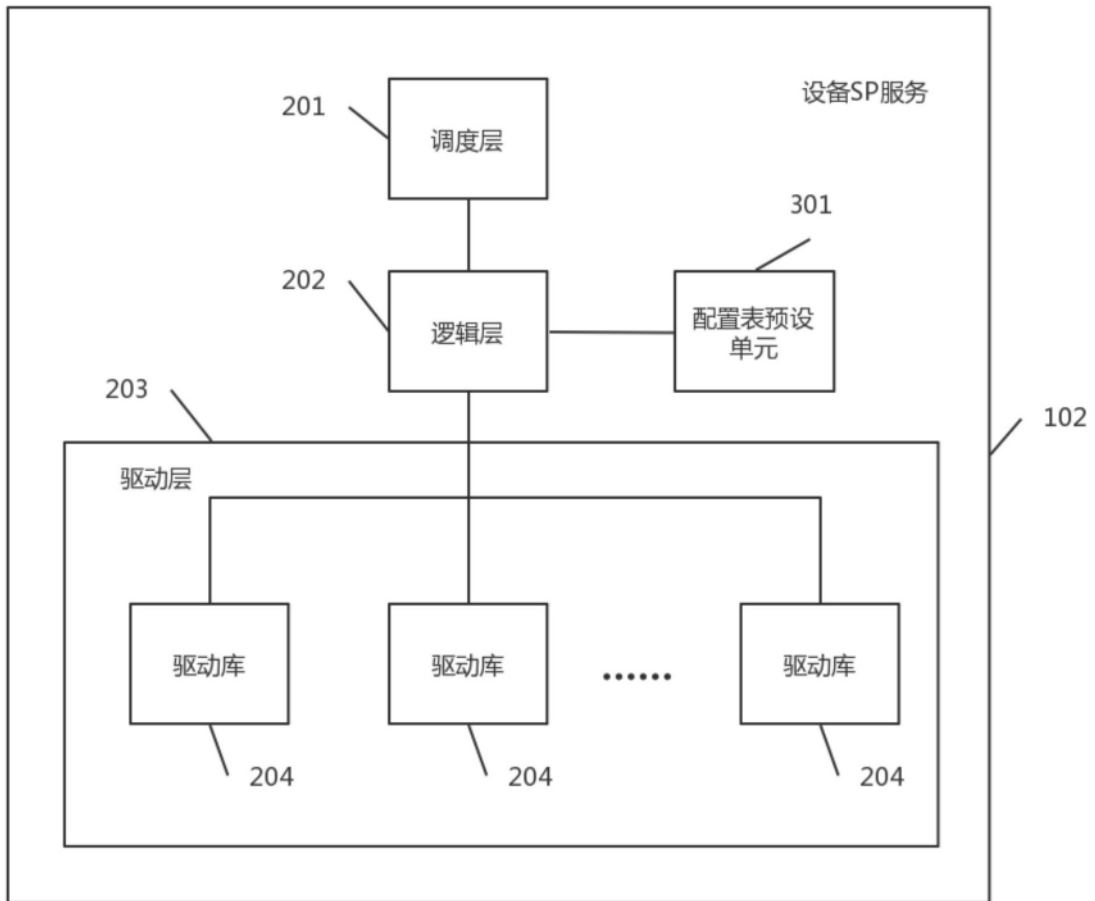 设备SP服务
201
调度层
301
202
逻辑层
配置表预设
单元
203
102
驱动层
驱动库
驱动库
......
驱动库
204
204
204